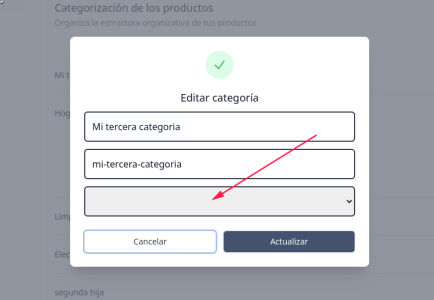 Categorización de los productos
Organiza la estructura organizativa de tus productos
Mi t
Hog
Editar categoría
Mi tercera categoria
mi-tercera-categoria
Limp
Cancelar
Actualizar
Elec
segunda hija